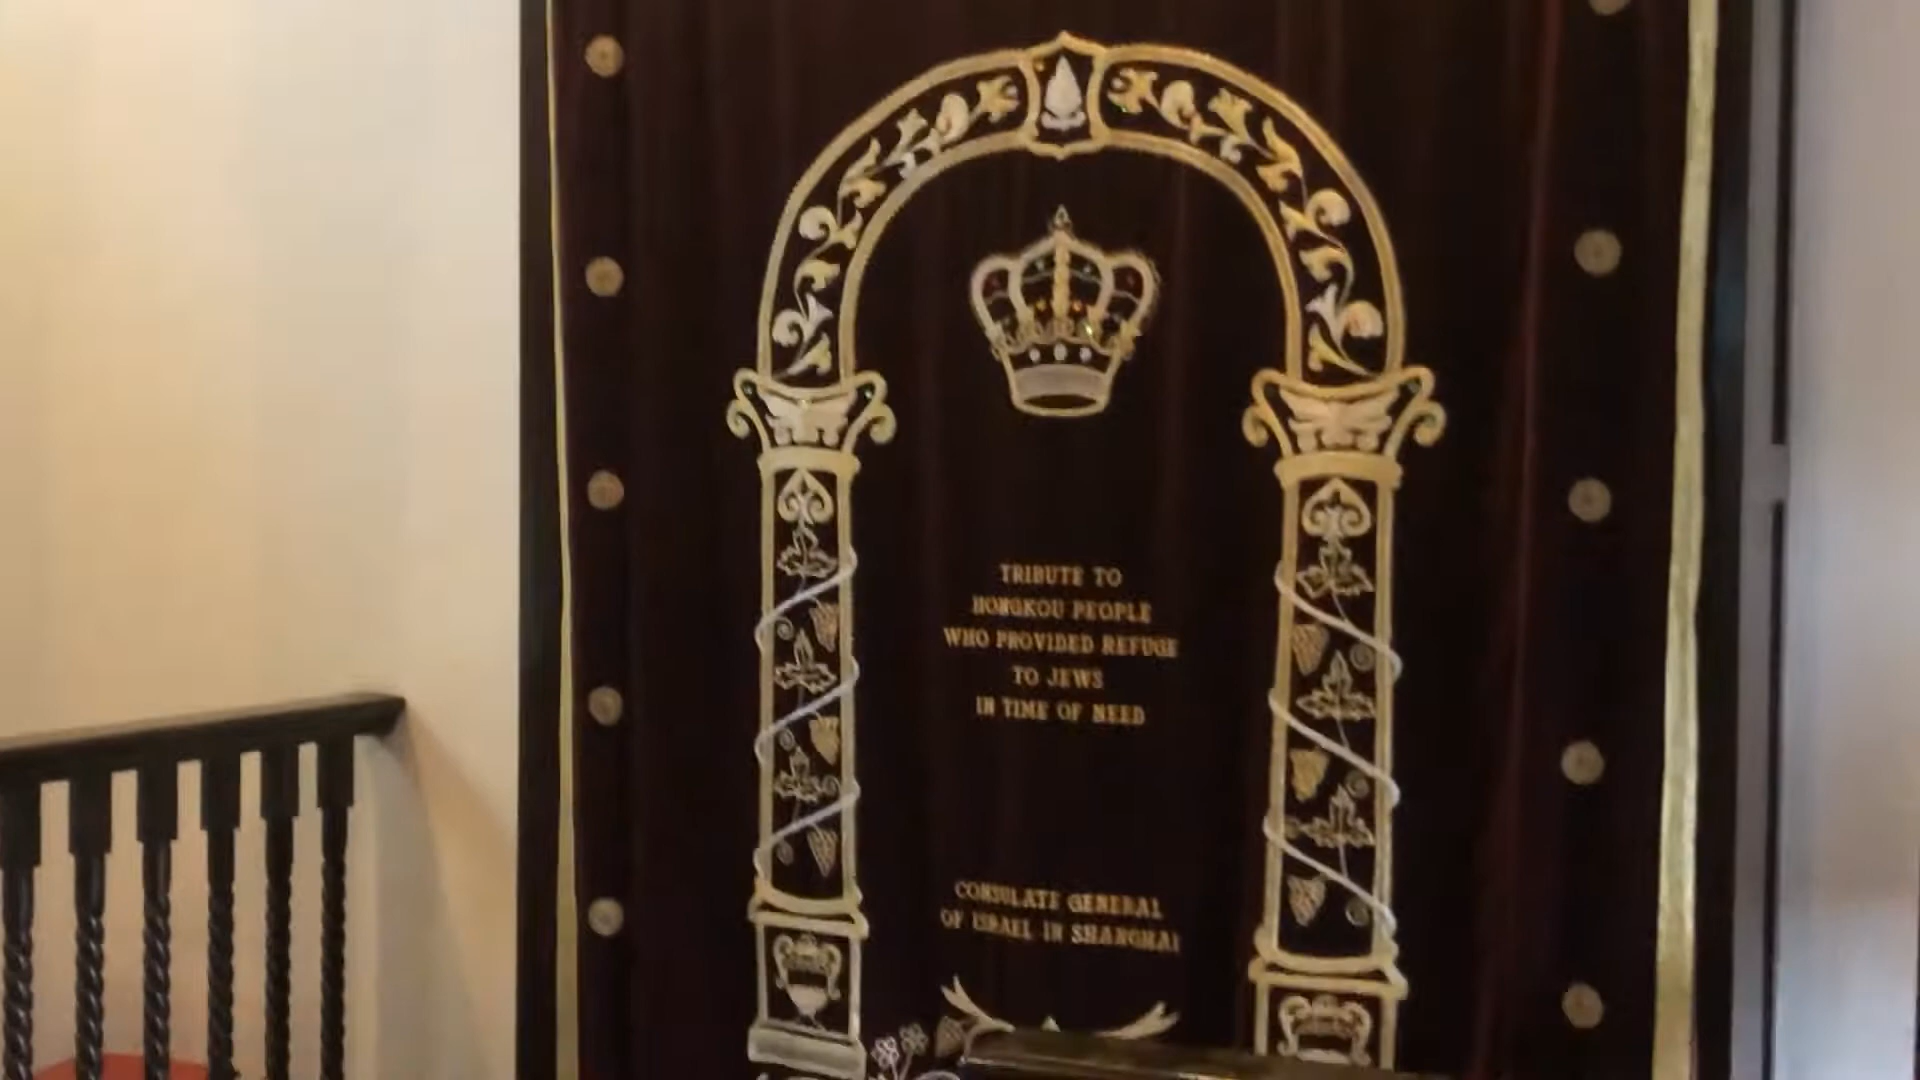 TRIBUTE TO
HONGKOU PEOPLE
WHO PROVIDED REFUGE
TO JEWS
IN TIME OF NEED
CONSULATE GENERAL
OF ISRAEL IN SHANGHAI